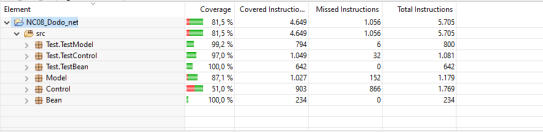 Element Coverage Covered Instructio... Missed Instructions Total Instructions
NC08_Dodo_net 81,5 % 4.649 1.056 5.705
src 81,5 % 4.649 1.056 5.705
Test.TestModel 99,2 % 794 6 800
Test.TestControl 97,0 % 1.049 32 1.081
Test.TestBean 100,0 % 642 0 642
Model 87,1 % 1.027 152 1.179
Control 51,0 % 903 866 1.769
Bean 100,0 % 234 0 234